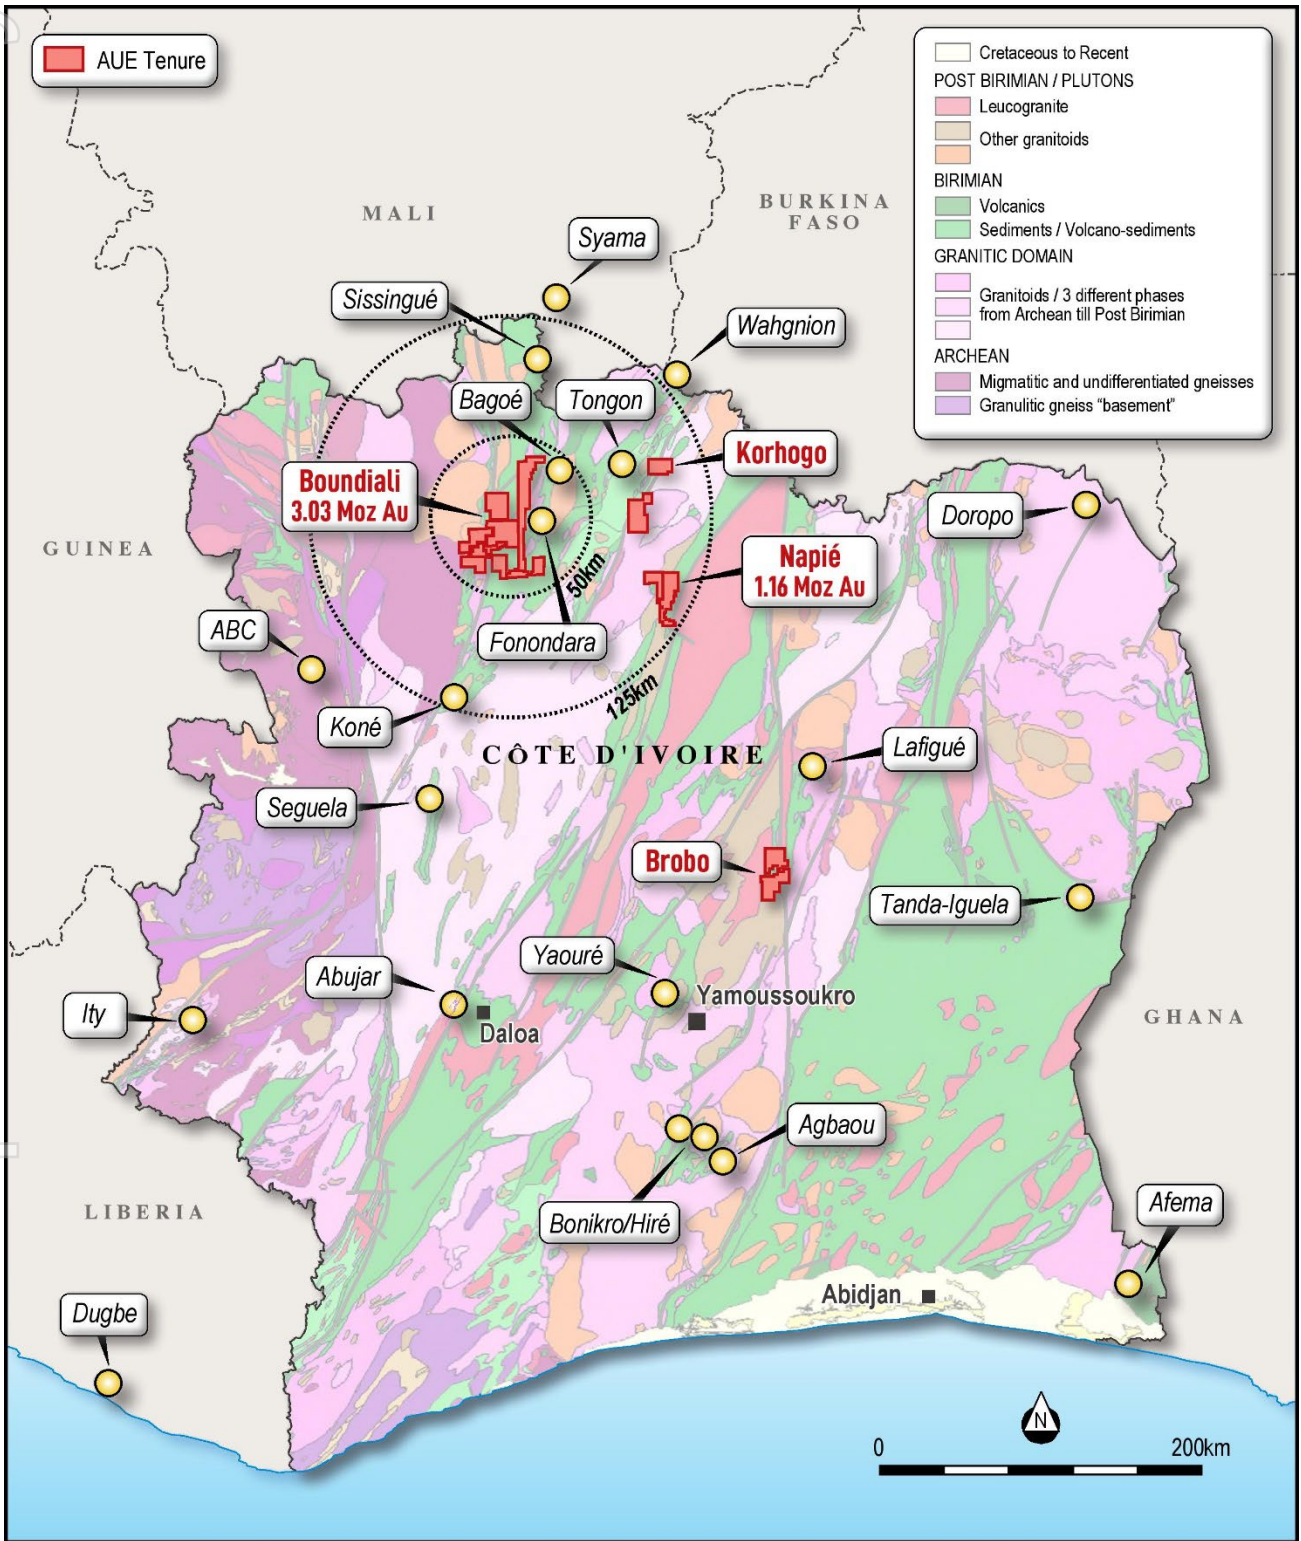 AUE Tenure
Cretaceous to Recent
POST BIRIMIAN / PLUTONS
Leucogranite
Other granitoids
BIRIMIAN
Volcanics
Sediments / Volcano-sediments
GRANITIC DOMAIN
Granitoids / 3 different phases
from Archean till Post Birimian
ARCHEAN
Migmatitic and undifferentiated gneisses
Granulitic gneiss “basement”
MALI
BURKINA
FASO
Syama
Sissingué
Wahgnion
Bagoé
Tongon
Korhogo
Boundiali
3.03 Moz Au
Doropo
GUINEA
Napié
1.16 Moz Au
50km
ABC
Fonondara
125km
Koné
CÔTE D'IVOIRE
Lafigué
Seguela
Brobo
Tanda-Iguela
Yaouré
Abujar
Yamoussoukro
Ity
Daloa
GHANA
Agbaou
Bonikro/Hiré
LIBERIA
Afema
Abidjan
Dugbe
N
0
200km